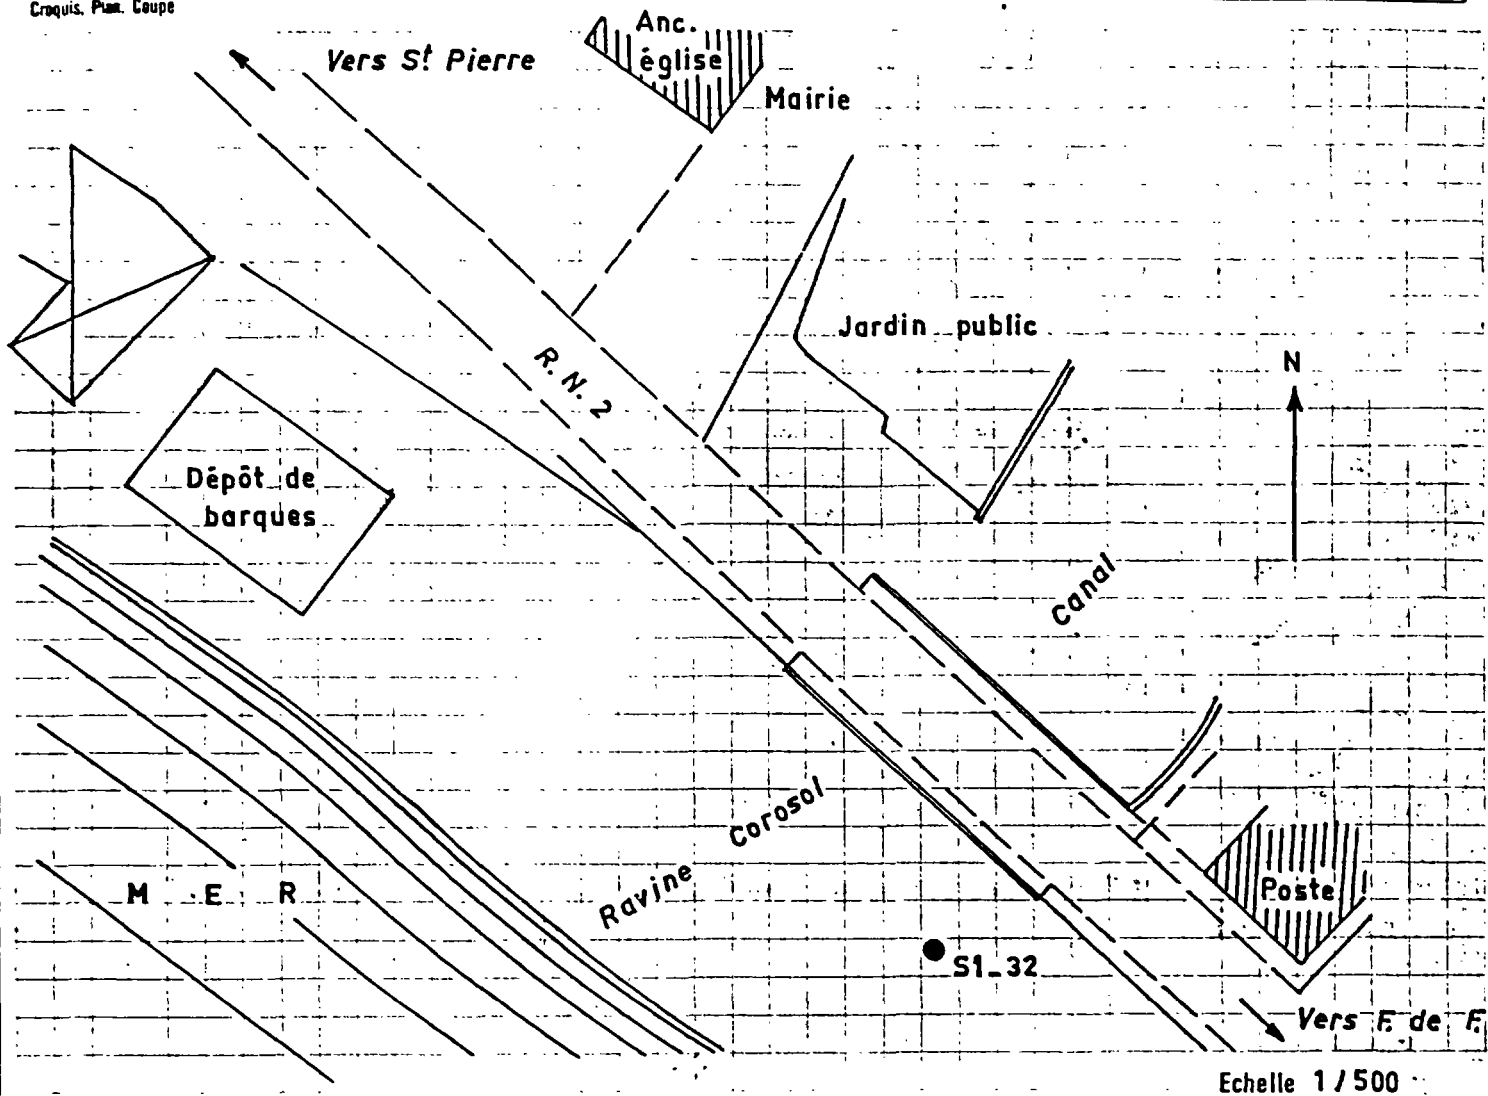 Croquis. Plan. Coupe
Vers St Pierre
Anc.
église
Mairie
Jardin public
R. N. 2
N
Dépôt de
barques
Canal
Ravine Corosol
MER
Poste
S1_32
Vers F. de F.
Echelle 1/500